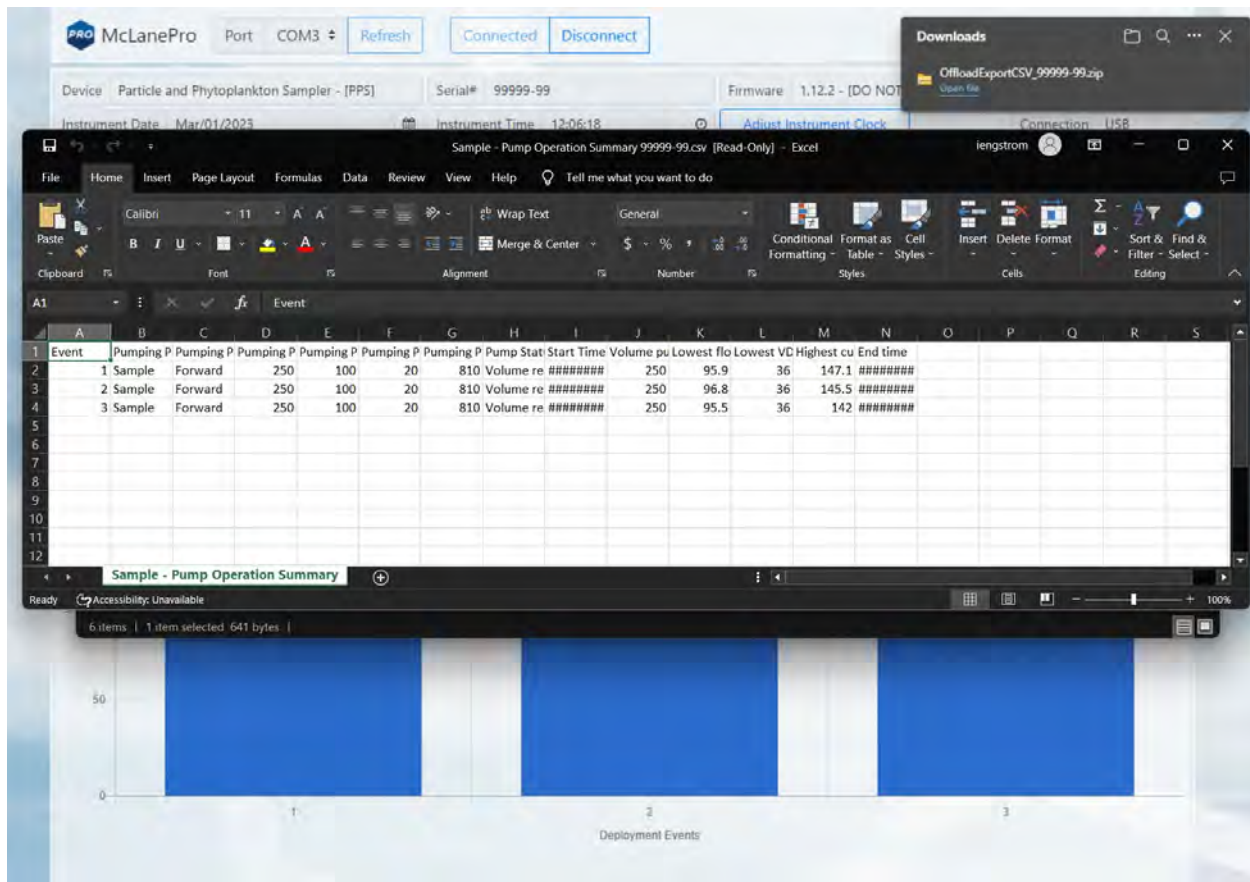 PRO McLanePro Port COM3 Refresh Connected Disconnect
Downloads
OffloadExportCSV_99999-99.zip
Open file
Device Particle and Phytoplankton Sampler - [PPS] Serial# 99999-99 Firmware 1.12.2 - [DO NOT
Instrument Date Mar/01/2023 Instrument Time 12:06:18 Adjust Instrument Clock Connection USB
Sample - Pump Operation Summary 99999-99.csv [Read-Only] - Excel iengstrom
File Home Insert Page Layout Formulas Data Review View Help Tell me what you want to do
Paste
Calibri 11 A A Wrap Text General
B I U A Merge & Center $ % ,
Conditional Formatting Format as Table Cell Styles Insert Delete Format Sort & Filter Find & Select
Clipboard Font Alignment Number Styles Cells Editing
A1 fx Event
A B C D E F G H I J K L M N O P Q R S
1 Event Pumping P Pumping P Pumping P Pumping P Pumping P Pumping P Pump Stat Start Time Volume pu Lowest flo Lowest VD Highest cu End time
2 1 Sample Forward 250 100 20 810 Volume re ######## 250 95.9 36 147.1 ########
3 2 Sample Forward 250 100 20 810 Volume re ######## 250 96.8 36 145.5 ########
4 3 Sample Forward 250 100 20 810 Volume re ######## 250 95.5 36 142 ########
5
6
7
8
9
10
11
12
Sample - Pump Operation Summary
Ready Accessibility: Unavailable 100%
6 items | 1 item selected 641 bytes |
50
0
1 2 3
Deployment Events